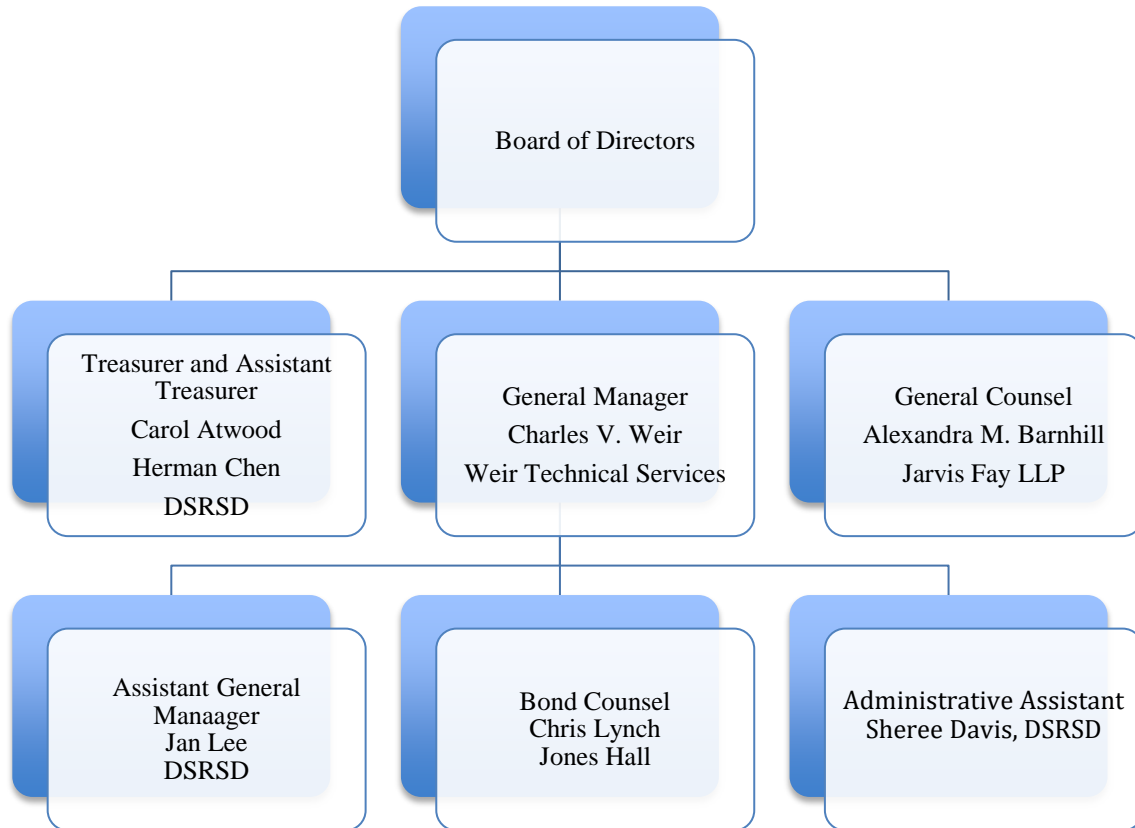 Board of Directors
Treasurer and Assistant
Treasurer
Carol Atwood
Herman Chen
DSRSD
General Manager
Charles V. Weir
Weir Technical Services
General Counsel
Alexandra M. Barnhill
Jarvis Fay LLP
Assistant General
Manaager
Jan Lee
DSRSD
Bond Counsel
Chris Lynch
Jones Hall
Administrative Assistant
Sheree Davis, DSRSD